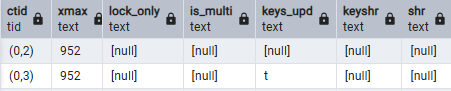 ctid xmax lock_only is_multi keys_upd keyshr shr
tid text text text text text text
(0,2) 952 [null] [null] [null] [null] [null]
(0,3) 952 [null] [null] t [null] [null]